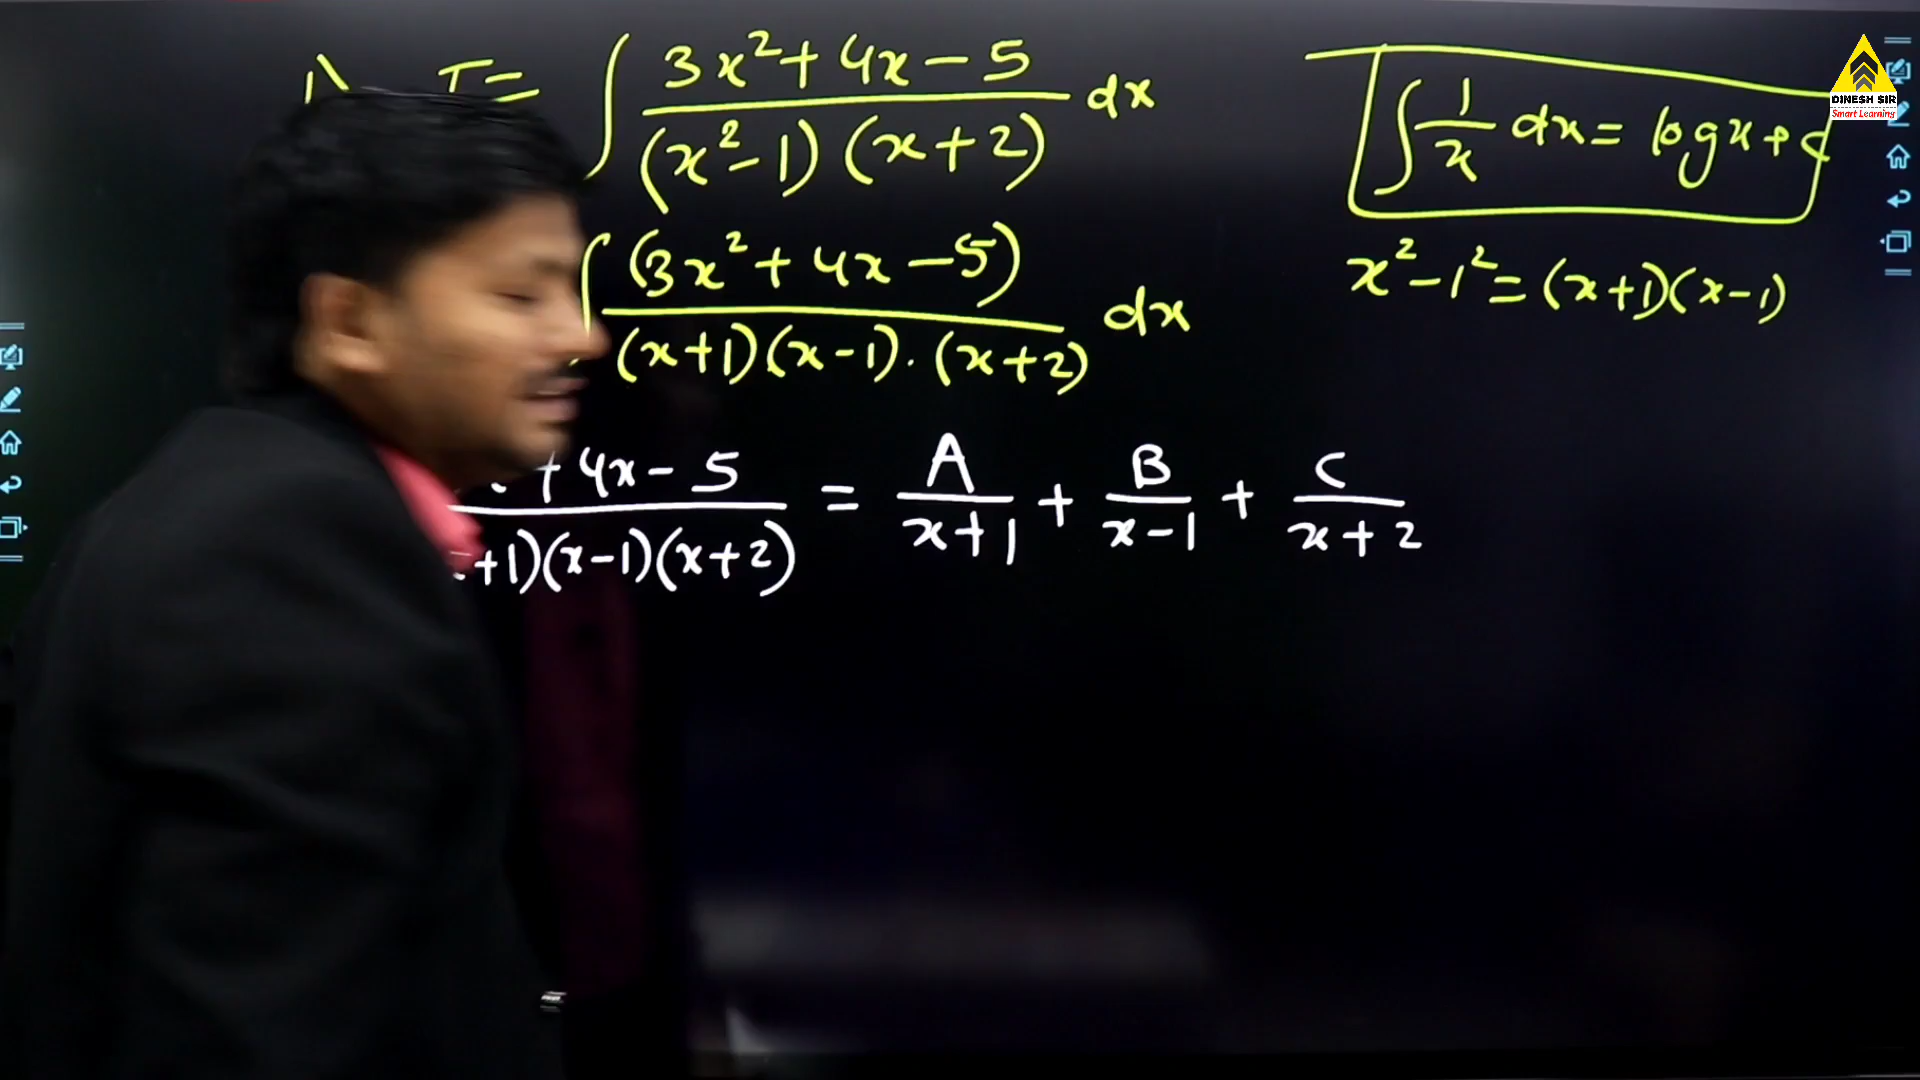 I = ∫ 3x² + 4x - 5 / (x² - 1) (x + 2) dx
∫ 1/x dx = log x + c
DINESH SIR
Smart Learning
∫ (3x² + 4x - 5) / (x+1)(x-1).(x+2) dx
x² - 1² = (x+1)(x-1)
+ 4x - 5 / +1)(x-1)(x+2) = A/x+1 + B/x-1 + C/x+2